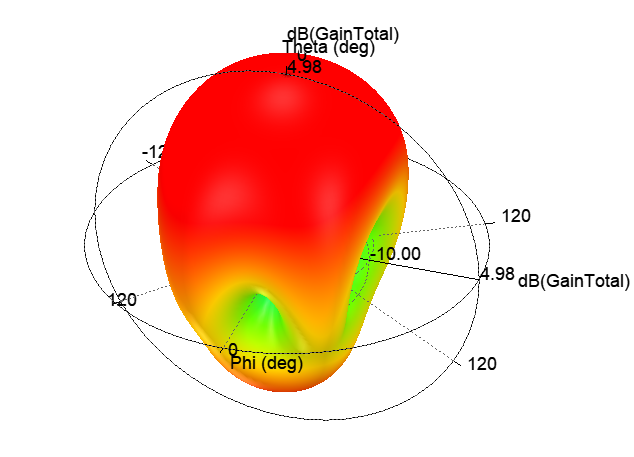 dB(GainTotal)
Theta (deg)
0
4.98
-12
120
-10.00
4.98 dB(GainTotal)
120
0
Phi (deg)
120